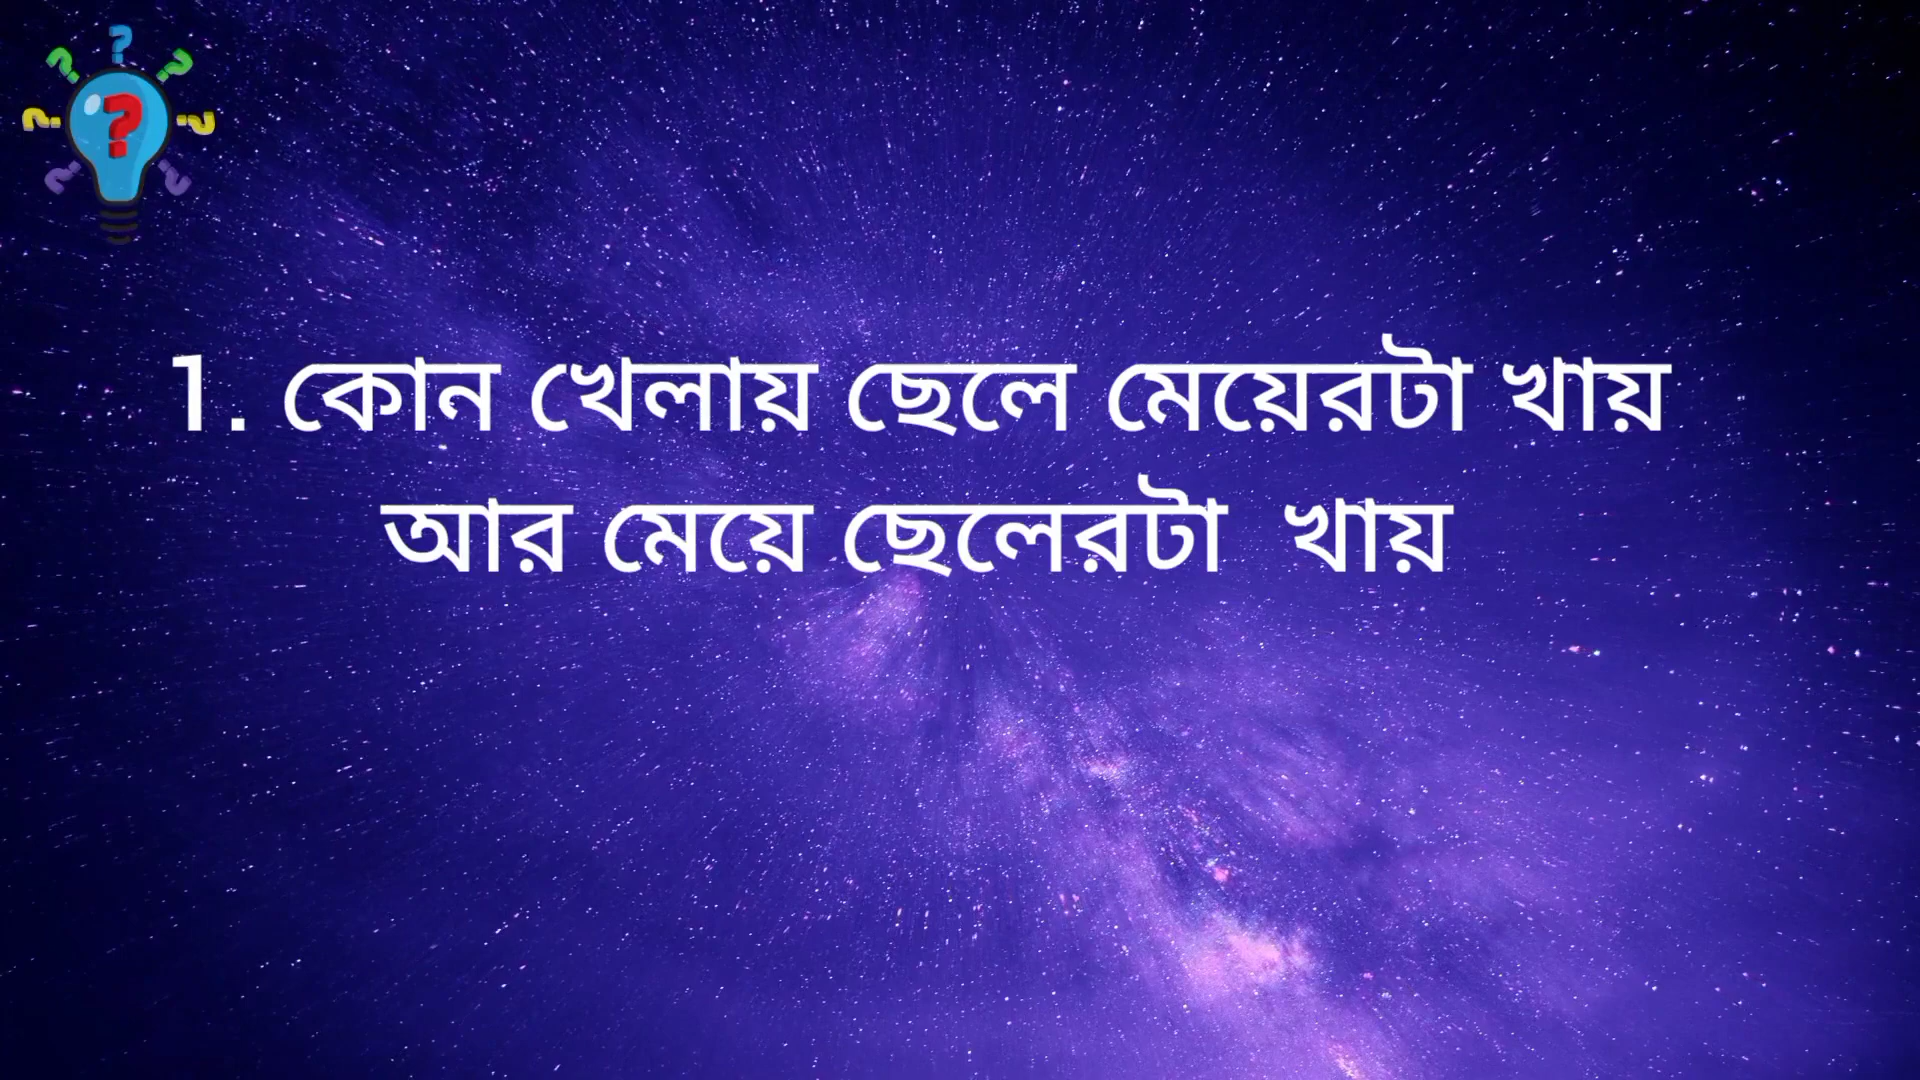 1. কোন খেলায় ছেলে মেয়েরটা খায়
আর মেয়ে ছেলেরটা খায়